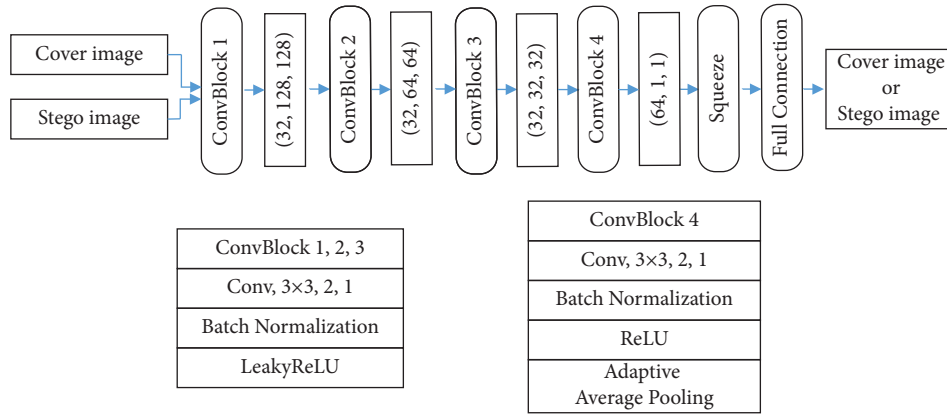 Cover image
Stego image
ConvBlock 1
(32, 128, 128)
ConvBlock 2
(32, 64, 64)
ConvBlock 3
(32, 32, 32)
ConvBlock 4
(64, 1, 1)
Squeeze
Full Connection
Cover image
or
Stego image
ConvBlock 1, 2, 3
Conv, 3×3, 2, 1
Batch Normalization
LeakyReLU
ConvBlock 4
Conv, 3×3, 2, 1
Batch Normalization
ReLU
Adaptive
Average Pooling